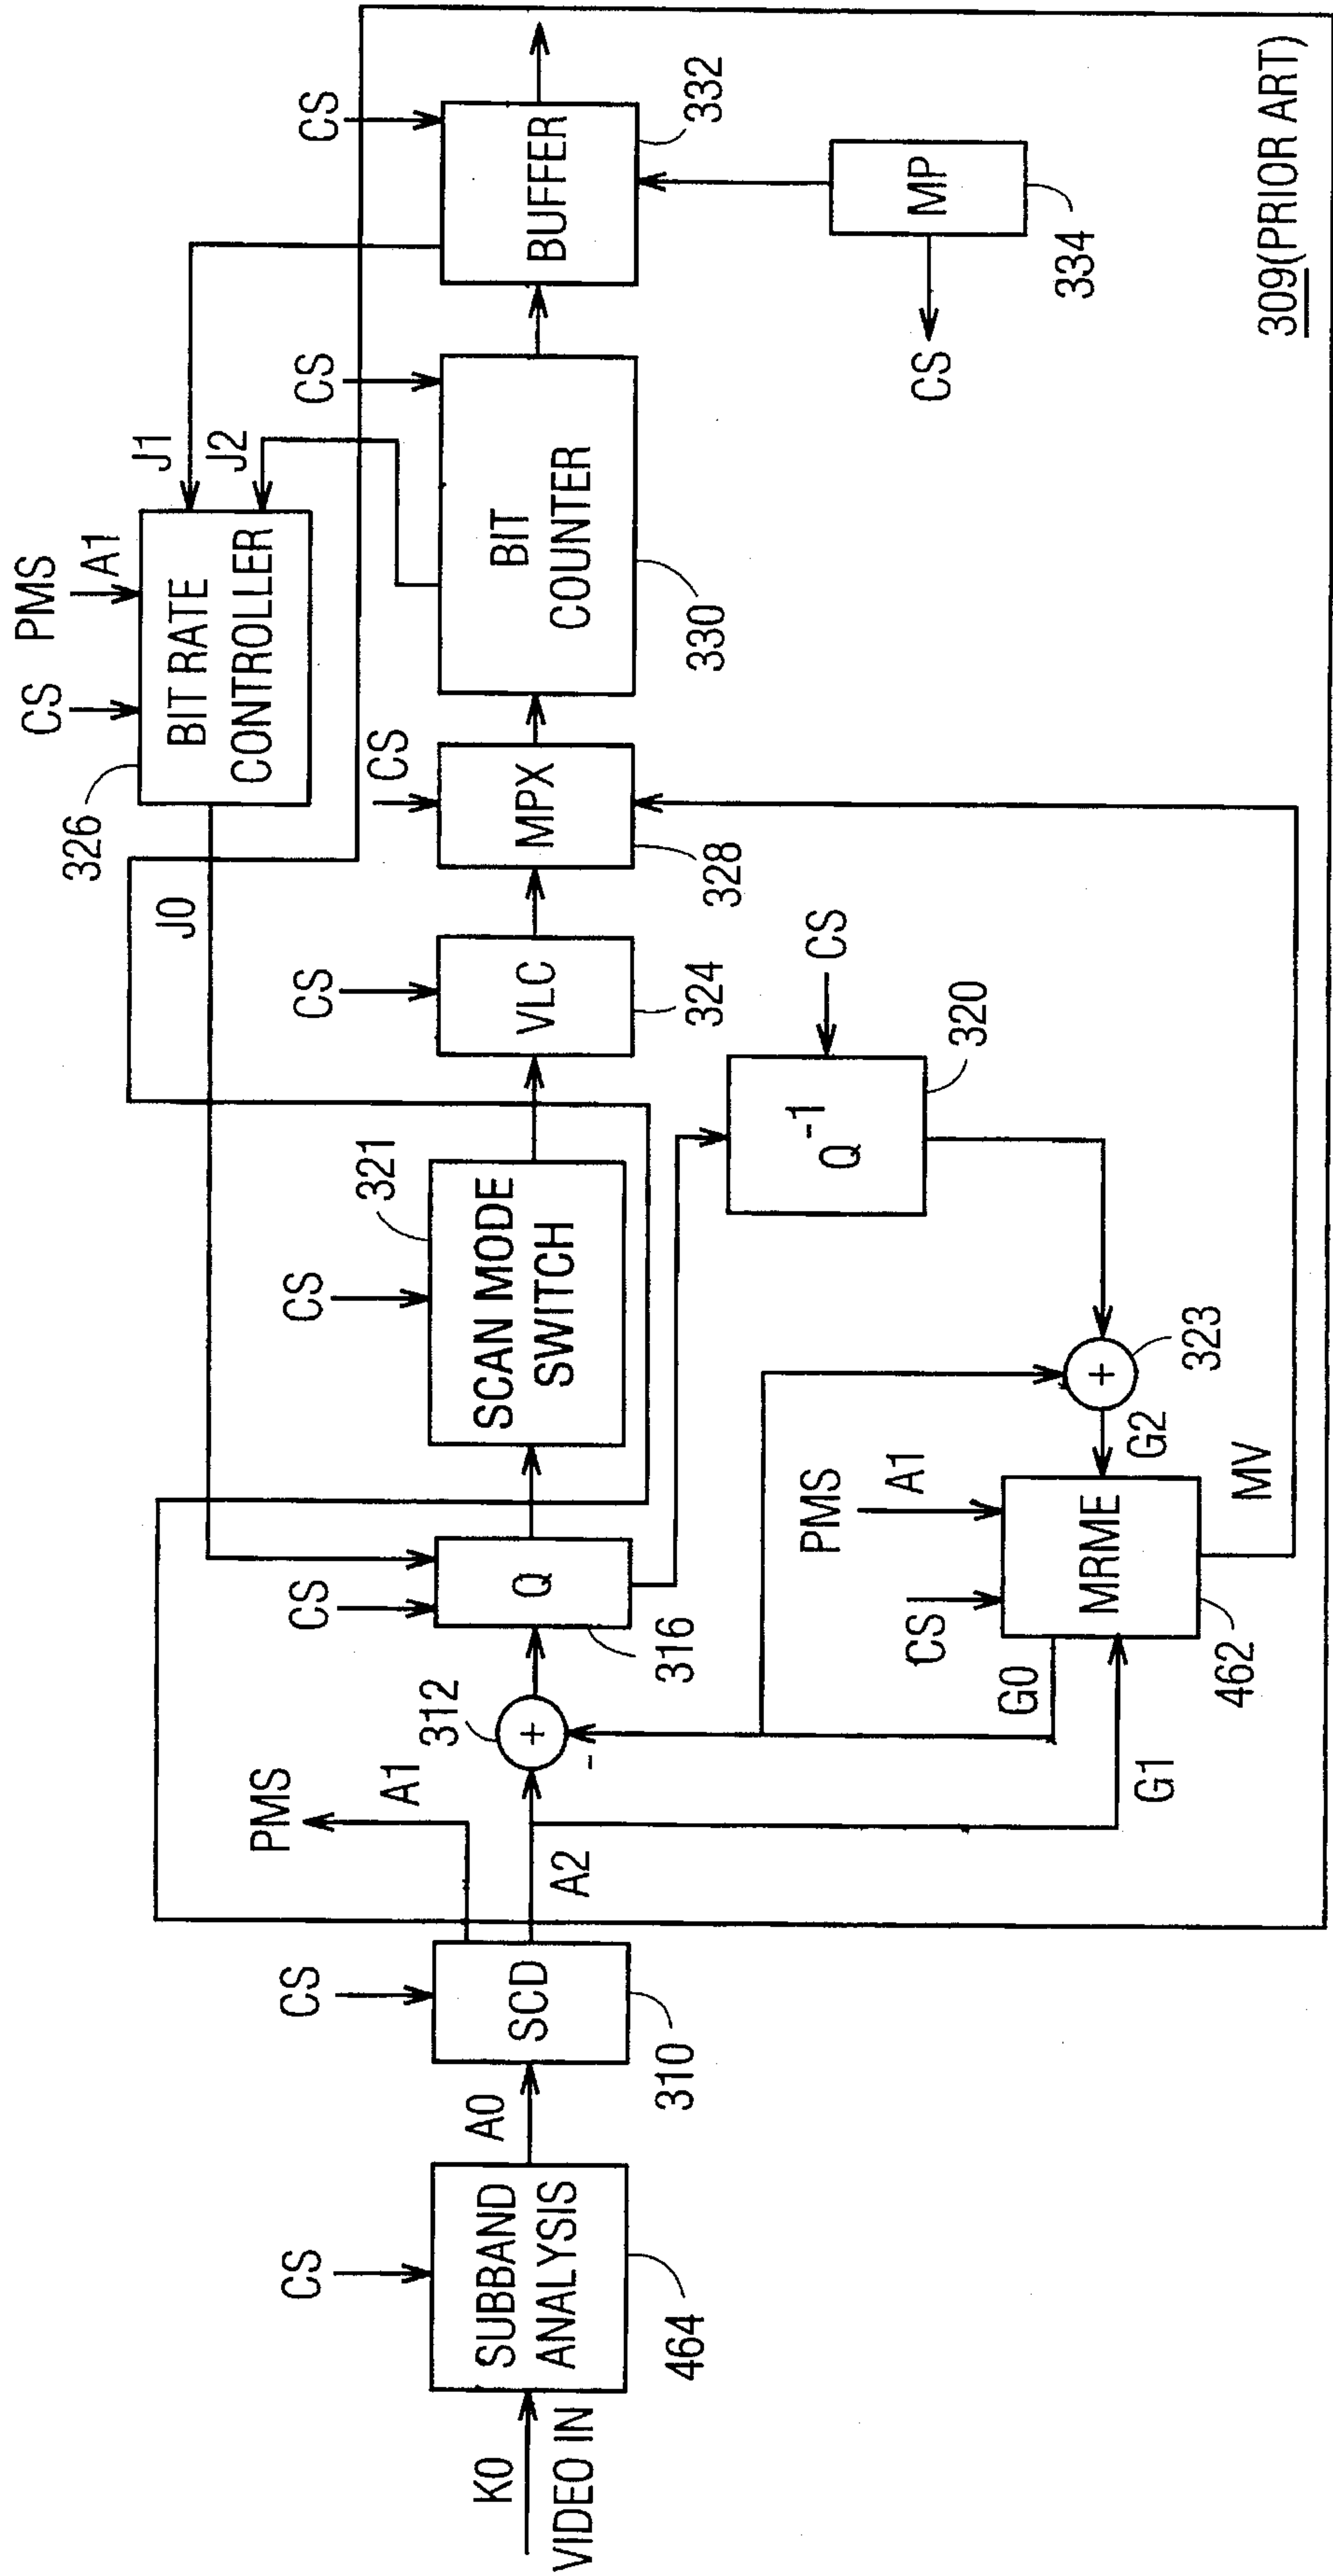 K0
VIDEO IN
CS
SUBBAND
ANALYSIS
464
A0
CS
SCD
310
PMS
A1
A2
312
+
-
G1
CS
Q
316
J0
CS
SCAN MODE
SWITCH
321
CS
VLC
324
CS
MPX
328
CS PMS
A1
BIT RATE
CONTROLLER
326
J1
J2
CS
BIT
COUNTER
330
CS
BUFFER
332
MP
334
CS
CS
Q -1
320
+
323
G2
PMS
A1
CS
MRME
462
G0
MV
309(PRIOR ART)